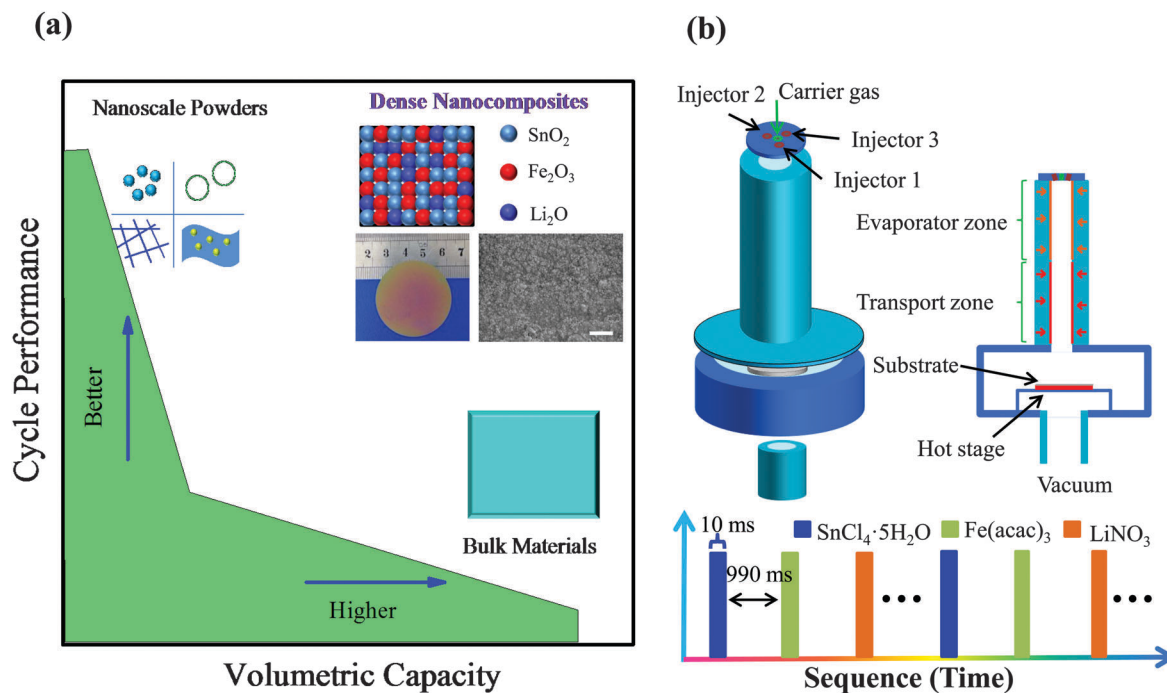 (a)
Nanoscale Powders
Dense Nanocomposites
SnO₂
Fe₂O₃
Li₂O
2 3 4 5 6 7
Cycle Performance
Better
Bulk Materials
Higher
Volumetric Capacity
(b)
Injector 2
Carrier gas
Injector 3
Injector 1
Evaporator zone
Transport zone
Substrate
Hot stage
Vacuum
10 ms
SnCl₄·5H₂O
Fe(acac)₃
LiNO₃
990 ms
Sequence (Time)